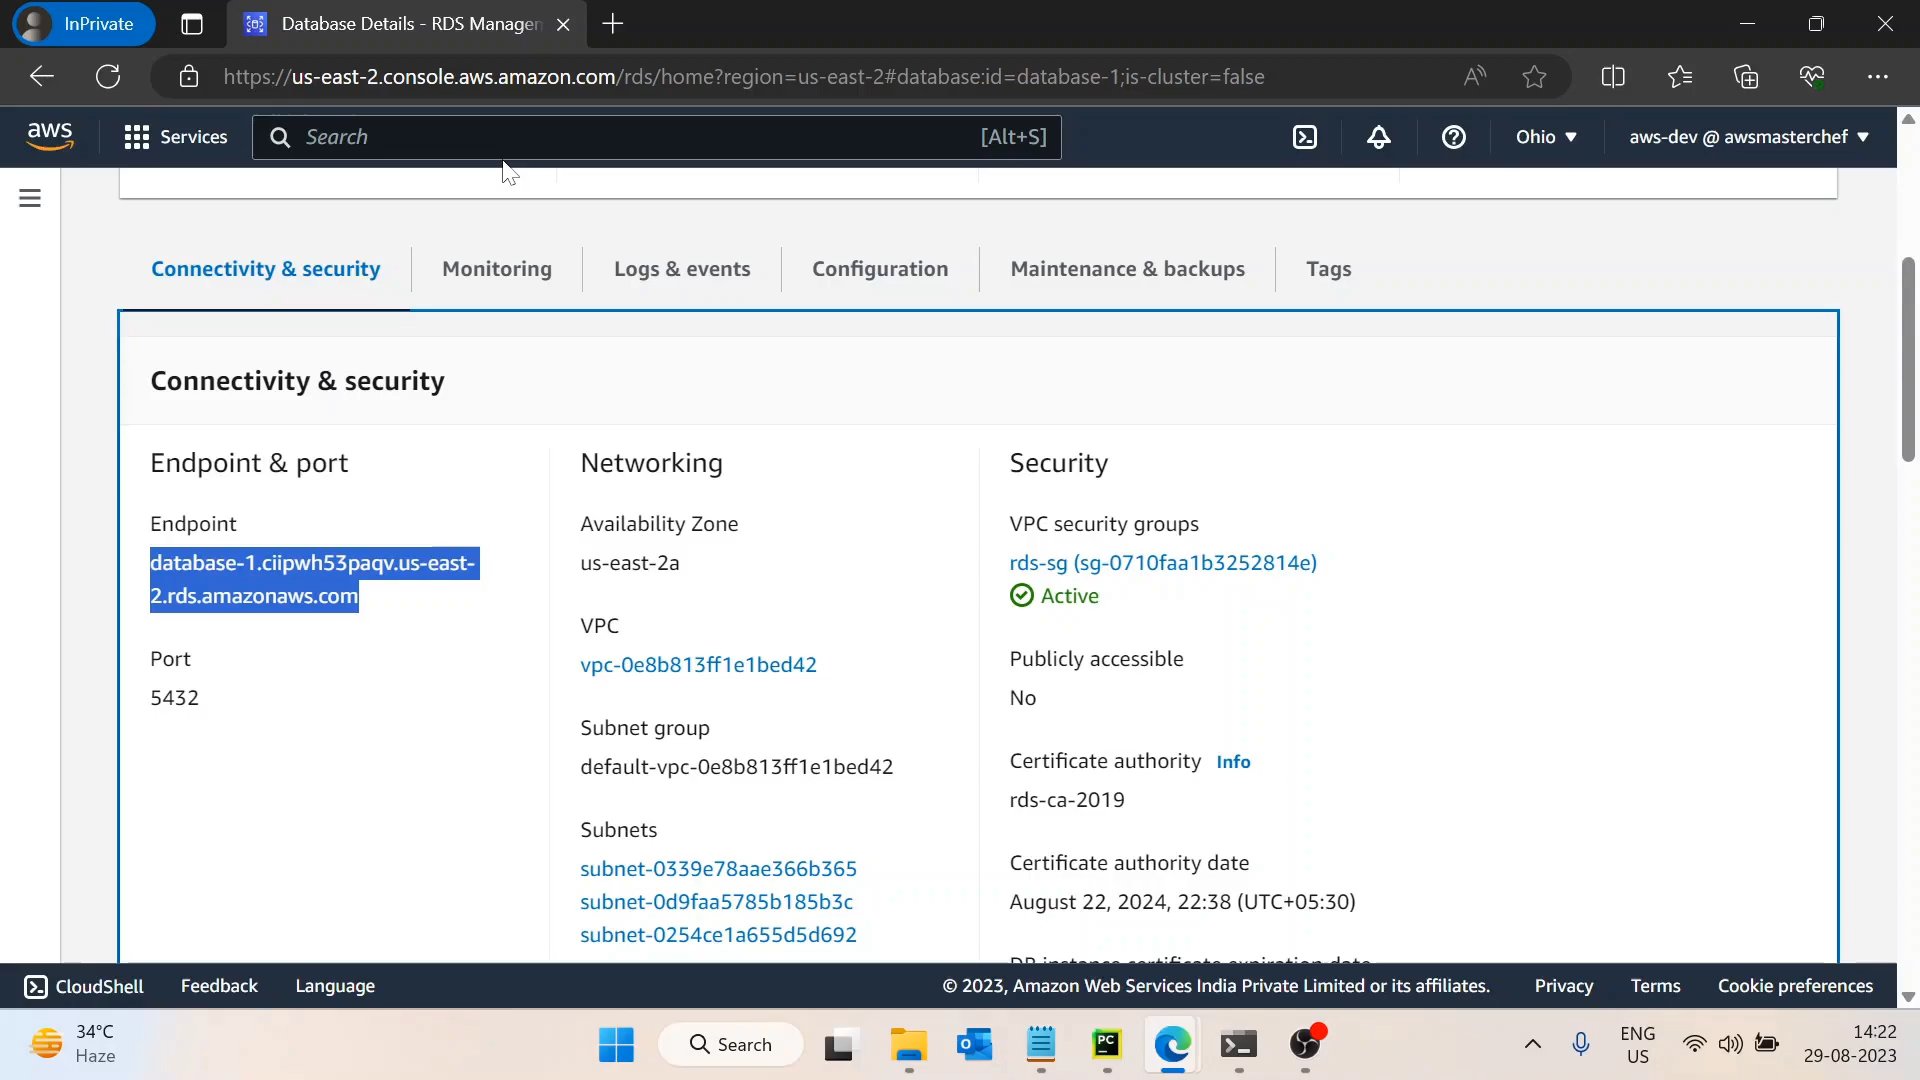 InPrivate
Database Details - RDS Managen
https://us-east-2.console.aws.amazon.com/rds/home?region=us-east-2#database:id=database-1;is-cluster=false
aws
Services
Search
[Alt+S]
Ohio
aws-dev @ awsmasterchef
Connectivity & security
Monitoring
Logs & events
Configuration
Maintenance & backups
Tags
Connectivity & security
Endpoint & port
Endpoint
database-1.ciipwh53paqv.us-east-
2.rds.amazonaws.com
Port
5432
Networking
Availability Zone
us-east-2a
VPC
vpc-0e8b813ff1e1bed42
Subnet group
default-vpc-0e8b813ff1e1bed42
Subnets
subnet-0339e78aae366b365
subnet-0d9faa5785b185b3c
subnet-0254ce1a655d5d692
Security
VPC security groups
rds-sg (sg-0710faa1b3252814e)
Active
Publicly accessible
No
Certificate authority Info
rds-ca-2019
Certificate authority date
August 22, 2024, 22:38 (UTC+05:30)
DB instance certificate expiration date
CloudShell
Feedback
Language
© 2023, Amazon Web Services India Private Limited or its affiliates.
Privacy
Terms
Cookie preferences
34°C
Haze
Search
PC
ENG
US
14:22
29-08-2023